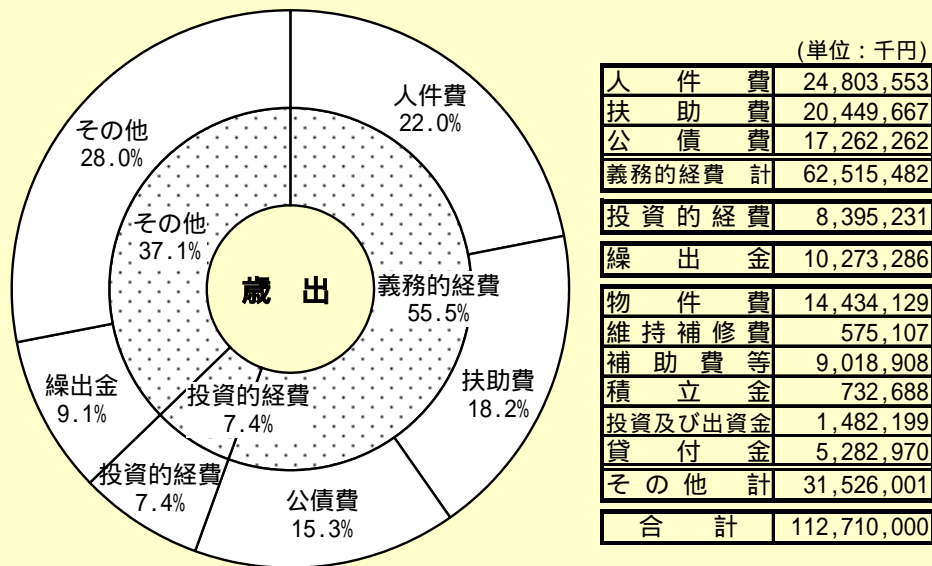 その他
28.0%
人件費
22.0%
その他
37.1%
歳 出
義務的経費
55.5%
扶助費
18.2%
繰出金
9.1%
投資的経費
7.4%
投資的経費
7.4%
公債費
15.3%
(単位：千円)
人件費 24,803,553
扶助費 20,449,667
公債費 17,262,262
義務的経費 計 62,515,482
投資的経費 8,395,231
繰出金 10,273,286
物件費 14,434,129
維持補修費 575,107
補助費等 9,018,908
積立金 732,688
投資及び出資金 1,482,199
貸付金 5,282,970
その他 計 31,526,001
合計 112,710,000